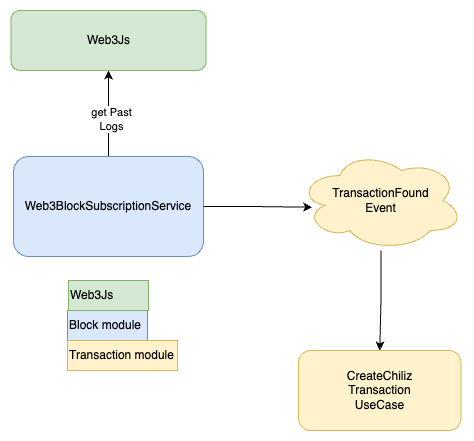 Web3Js
get Past
Logs
Web3BlockSubscriptionService
TransactionFound
Event
Web3Js
Block module
Transaction module
CreateChiliz
Transaction
UseCase